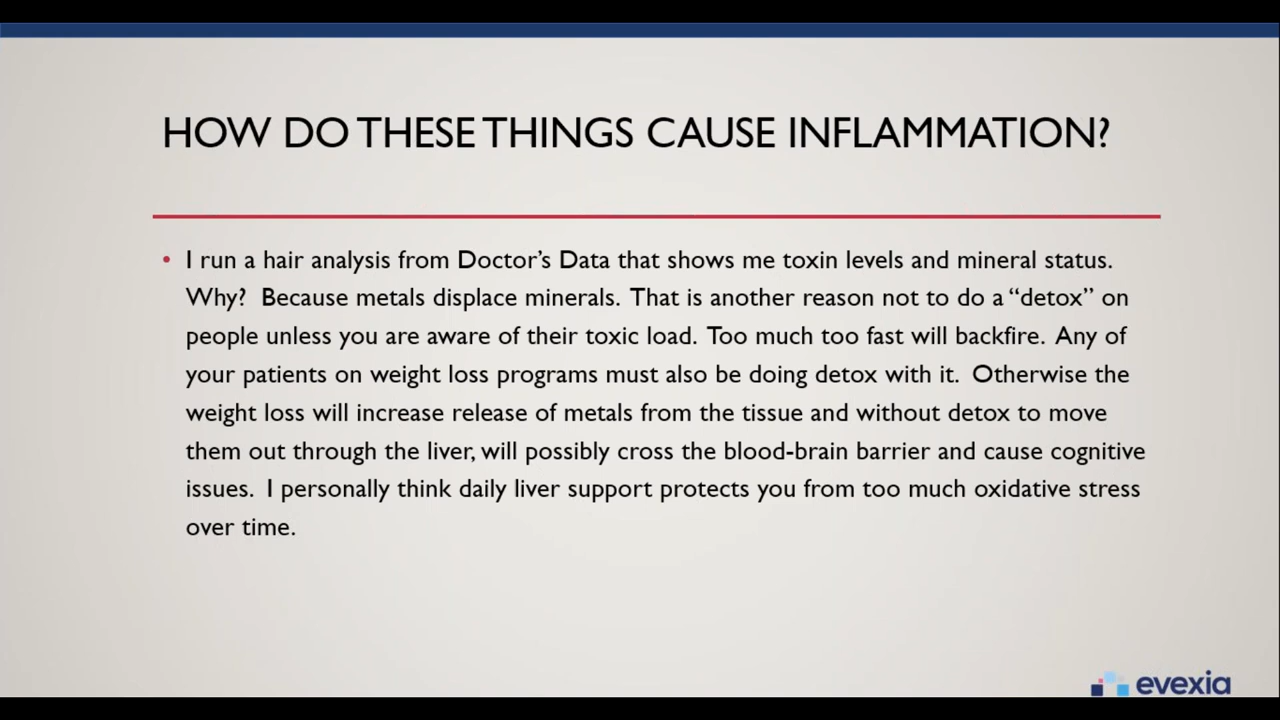 HOW DO THESE THINGS CAUSE INFLAMMATION?
• I run a hair analysis from Doctor’s Data that shows me toxin levels and mineral status.
Why?  Because metals displace minerals. That is another reason not to do a “detox” on
people unless you are aware of their toxic load.  Too much too fast will backfire.  Any of
your patients on weight loss programs must also be doing detox with it.  Otherwise the
weight loss will increase release of metals from the tissue and without detox to move
them out through the liver, will possibly cross the blood-brain barrier and cause cognitive
issues.  I personally think daily liver support protects you from too much oxidative stress
over time.
evexia